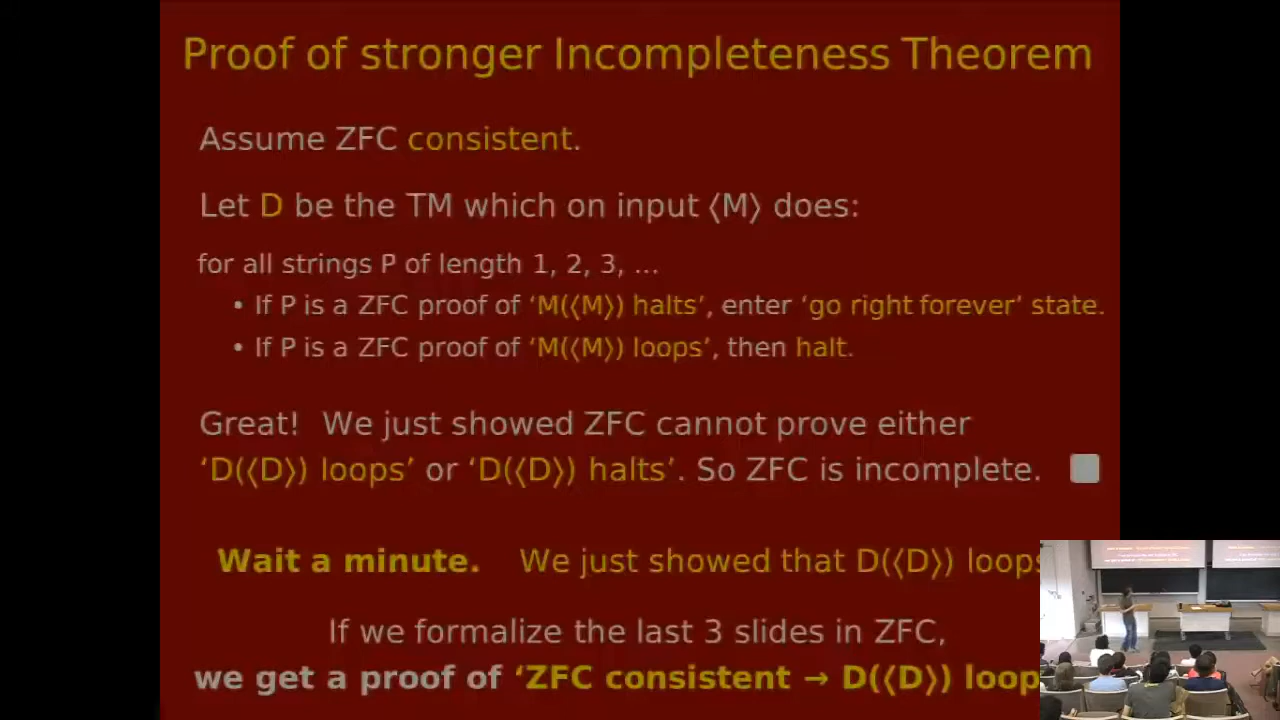 Proof of stronger Incompleteness Theorem
Assume ZFC consistent.
Let D be the TM which on input ⟨M⟩ does:
for all strings P of length 1, 2, 3, …
• If P is a ZFC proof of ‘M(⟨M⟩) halts’, enter ‘go right forever’ state.
• If P is a ZFC proof of ‘M(⟨M⟩) loops’, then halt.
Great! We just showed ZFC cannot prove either
‘D(⟨D⟩) loops’ or ‘D(⟨D⟩) halts’. So ZFC is incomplete.
Wait a minute. We just showed that D(⟨D⟩) loops
If we formalize the last 3 slides in ZFC,
we get a proof of ‘ZFC consistent → D(⟨D⟩) loop